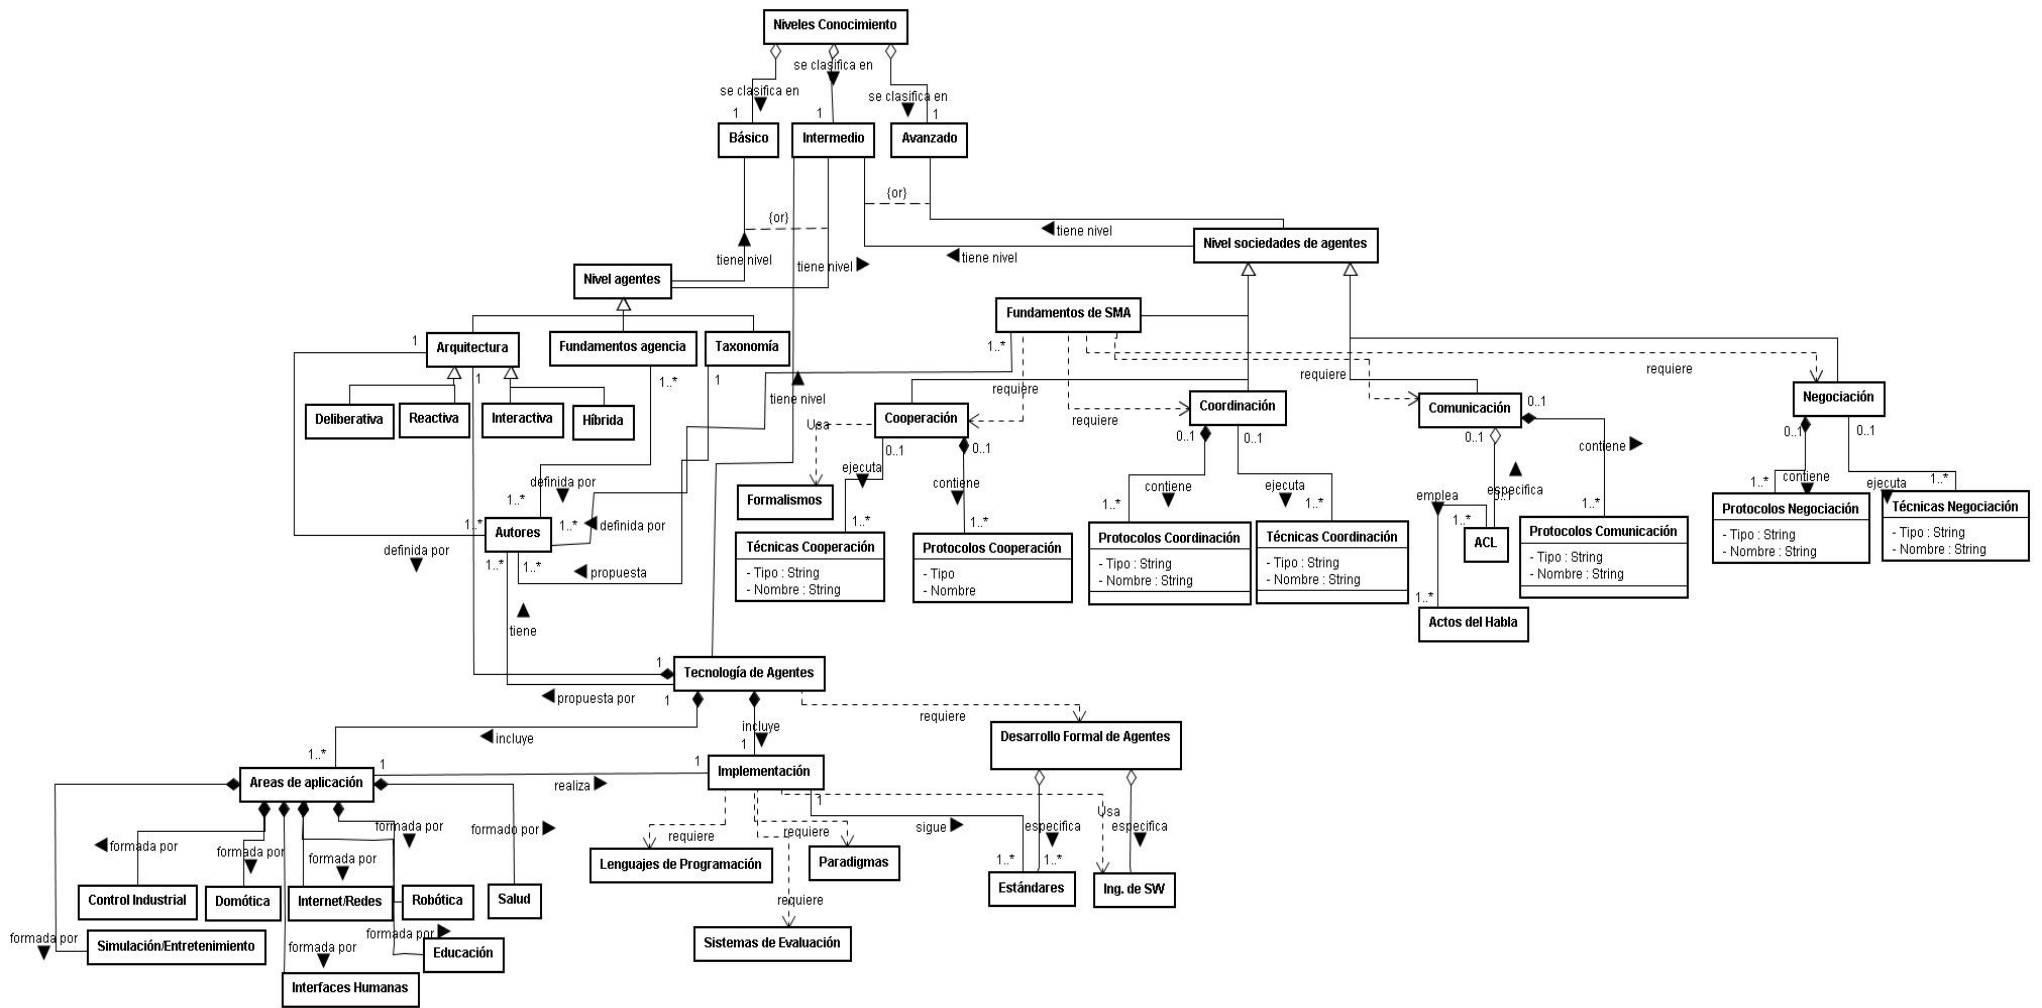 Niveles Conocimiento
se clasifica en
se clasifica en
se clasifica en
1
1
1
Básico
Intermedio
Avanzado
{or}
{or}
tiene nivel
Nivel sociedades de agentes
tiene nivel
tiene nivel
tiene nivel
Nivel agentes
Fundamentos de SMA
1
Arquitectura
Fundamentos agencia
Taxonomía
1..*
requiere
1
1..*
1
tiene nivel
requiere
requiere
Deliberativa
Reactiva
Interactiva
Híbrida
Cooperación
Coordinación
Comunicación
0..1
Negociación
Usa
requiere
0..1
0..1
0..1
0..1
0..1
0..1
0..1
contiene
ejecuta
definida por
Formalismos
contiene
contiene
ejecuta
especifica
contiene
ejecuta
1..*
1..*
1..*
emplea
0..1
1..*
1..*
1..*
1..*
1..*
1..*
1..*
1..*
1..*
definida por
Autores
Protocolos Negociación
- Tipo : String
- Nombre : String
Técnicas Negociación
- Tipo : String
- Nombre : String
Técnicas Cooperación
- Tipo : String
- Nombre : String
Protocolos Cooperación
- Tipo
- Nombre
Protocolos Coordinación
- Tipo : String
- Nombre : String
Técnicas Coordinación
- Tipo : String
- Nombre : String
ACL
Protocolos Comunicación
- Tipo : String
- Nombre : String
definida por
1..*
1..*
propuesta
1..*
Actos del Habla
tiene
1
Tecnología de Agentes
propuesta por
1
requiere
incluye
incluye
Desarrollo Formal de Agentes
1..*
1
1
1
Areas de aplicación
realiza
Implementación
1
Usa
formada por
formada por
formada por
formada por
formado por
requiere
requiere
sigue
especifica
especifica
Lenguajes de Programación
Paradigmas
1..*
1..*
Control Industrial
Domótica
Internet/Redes
Robótica
Salud
Estándares
Ing. de SW
requiere
formada por
Simulación/Entretenimiento
formada por
formada por
Educación
Sistemas de Evaluación
Interfaces Humanas